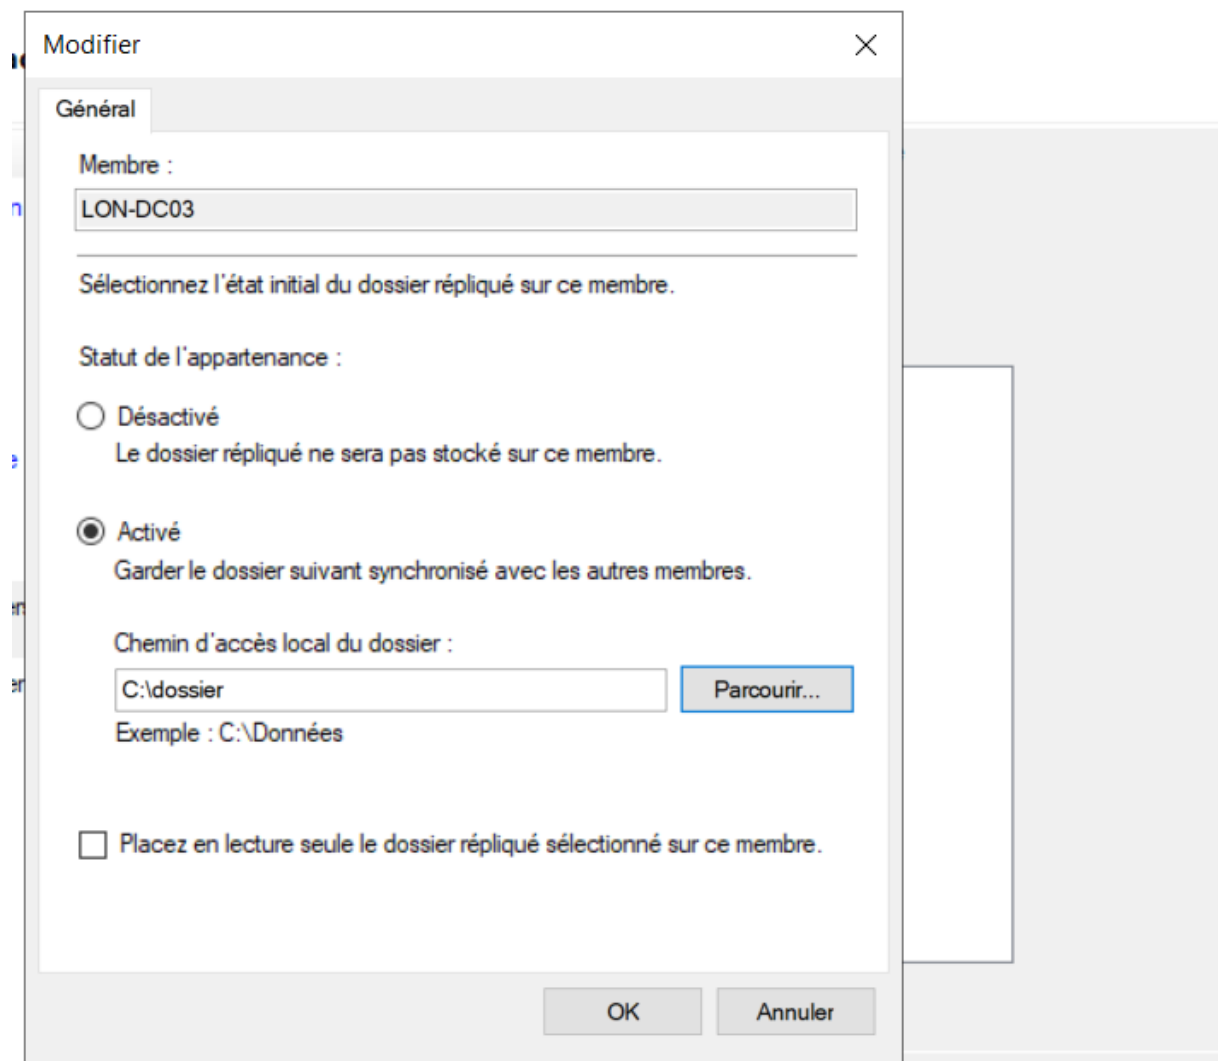 Modifier
Général
Membre :
LON-DC03
Sélectionnez l'état initial du dossier répliqué sur ce membre.
Statut de l'appartenance :
Désactivé
Le dossier répliqué ne sera pas stocké sur ce membre.
Activé
Garder le dossier suivant synchronisé avec les autres membres.
Chemin d'accès local du dossier :
C:\dossier
Parcourir...
Exemple : C:\Données
Placez en lecture seule le dossier répliqué sélectionné sur ce membre.
OK
Annuler